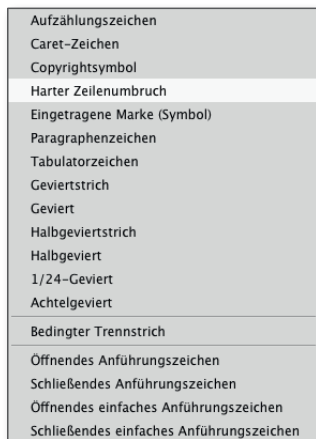 Aufzählungszeichen
Caret-Zeichen
Copyrightsymbol
Harter Zeilenumbruch
Eingetragene Marke (Symbol)
Paragraphenzeichen
Tabulatorzeichen
Geviertstrich
Geviert
Halbgeviertstrich
Halbgeviert
1/24-Geviert
Achtelgeviert
Bedingter Trennstrich
Öffnendes Anführungszeichen
Schließendes Anführungszeichen
Öffnendes einfaches Anführungszeichen
Schließendes einfaches Anführungszeichen